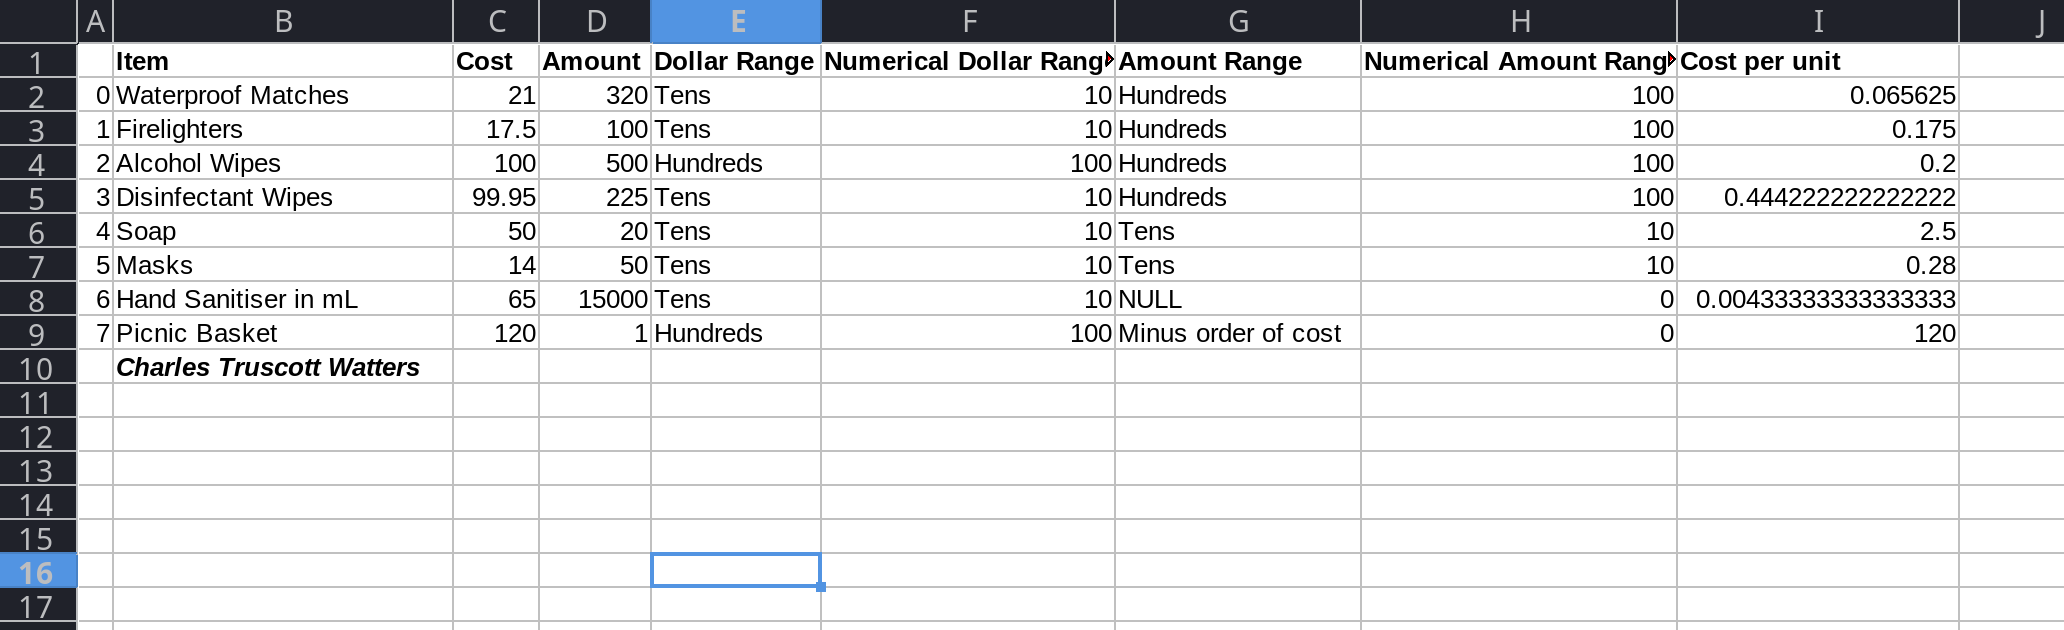 A B C D E F G H I J
1 Item Cost Amount Dollar Range Numerical Dollar Rang Amount Range Numerical Amount Rang Cost per unit
2 0 Waterproof Matches 21 320 Tens 10 Hundreds 100 0.065625
3 1 Firelighters 17.5 100 Tens 10 Hundreds 100 0.175
4 2 Alcohol Wipes 100 500 Hundreds 100 Hundreds 100 0.2
5 3 Disinfectant Wipes 99.95 225 Tens 10 Hundreds 100 0.444222222222222
6 4 Soap 50 20 Tens 10 Tens 10 2.5
7 5 Masks 14 50 Tens 10 Tens 10 0.28
8 6 Hand Sanitiser in mL 65 15000 Tens 10 NULL 0 0.00433333333333333
9 7 Picnic Basket 120 1 Hundreds 100 Minus order of cost 0 120
10 Charles Truscott Watters
11
12
13
14
15
16
17